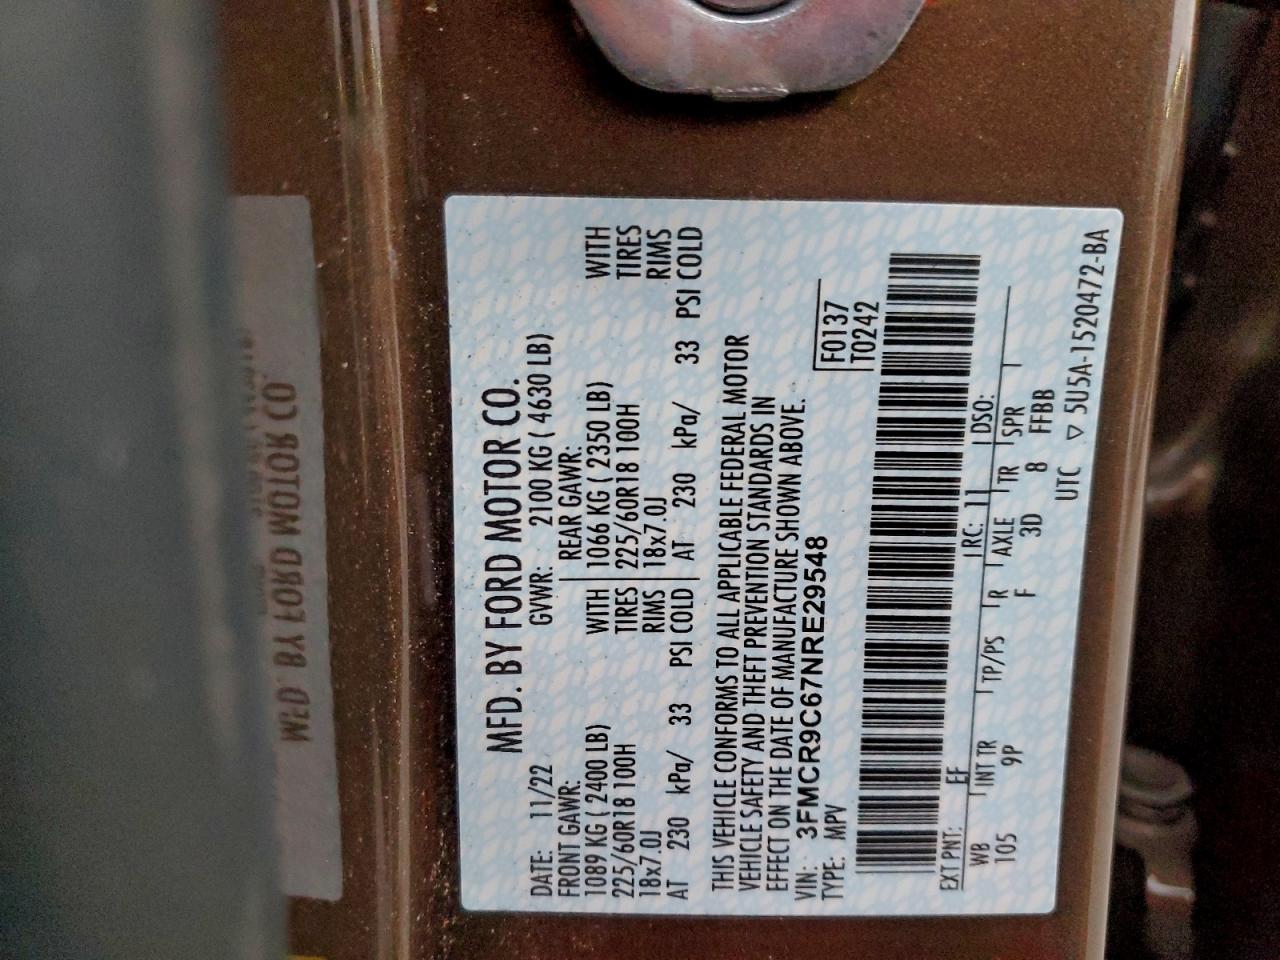 MFD. BY FORD MOTOR CO.
DATE: 11/22 GVWR: 2100 KG ( 4630 LB)
FRONT GAWR: REAR GAWR:
1089 KG ( 2400 LB) WITH 1066 KG ( 2350 LB) WITH
225/60R18 100H TIRES 225/60R18 100H TIRES
18x7.0J RIMS 18x7.0J RIMS
AT 230 kPa/ 33 PSI COLD AT 230 kPa/ 33 PSI COLD
THIS VEHICLE CONFORMS TO ALL APPLICABLE FEDERAL MOTOR
VEHICLE SAFETY AND THEFT PREVENTION STANDARDS IN
EFFECT ON THE DATE OF MANUFACTURE SHOWN ABOVE.
VIN: 3FMCR9C67NRE29548 F0137
TYPE: MPV T0242
EXT PNT: EF RC: 11 DSO:
WB INT TR TP/PS R AXLE TR SPR
105 9P F 3D 8 FFBB
UTC ▽ 5U5A-1520472-BA
MFD. BY FORD MOTOR CO